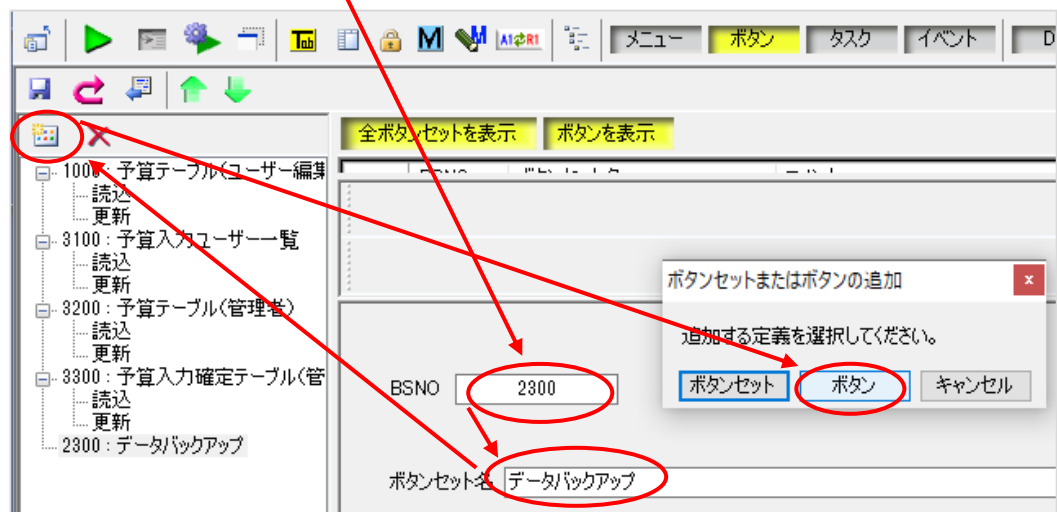 Tab M M A1⇄R1 メニュー ボタン タスク イベント D
全ボタンセットを表示 ボタンを表示
1000：予算テーブル(ユーザー編集
読込
更新
3100：予算入力ユーザー一覧
読込
更新
3200：予算テーブル(管理者)
読込
更新
3300：予算入力確定テーブル(管
読込
更新
2300：データバックアップ
ボタンセットまたはボタンの追加 x
追加する定義を選択してください。
ボタンセット ボタン キャンセル
BSNO 2300
ボタンセット名 データバックアップ